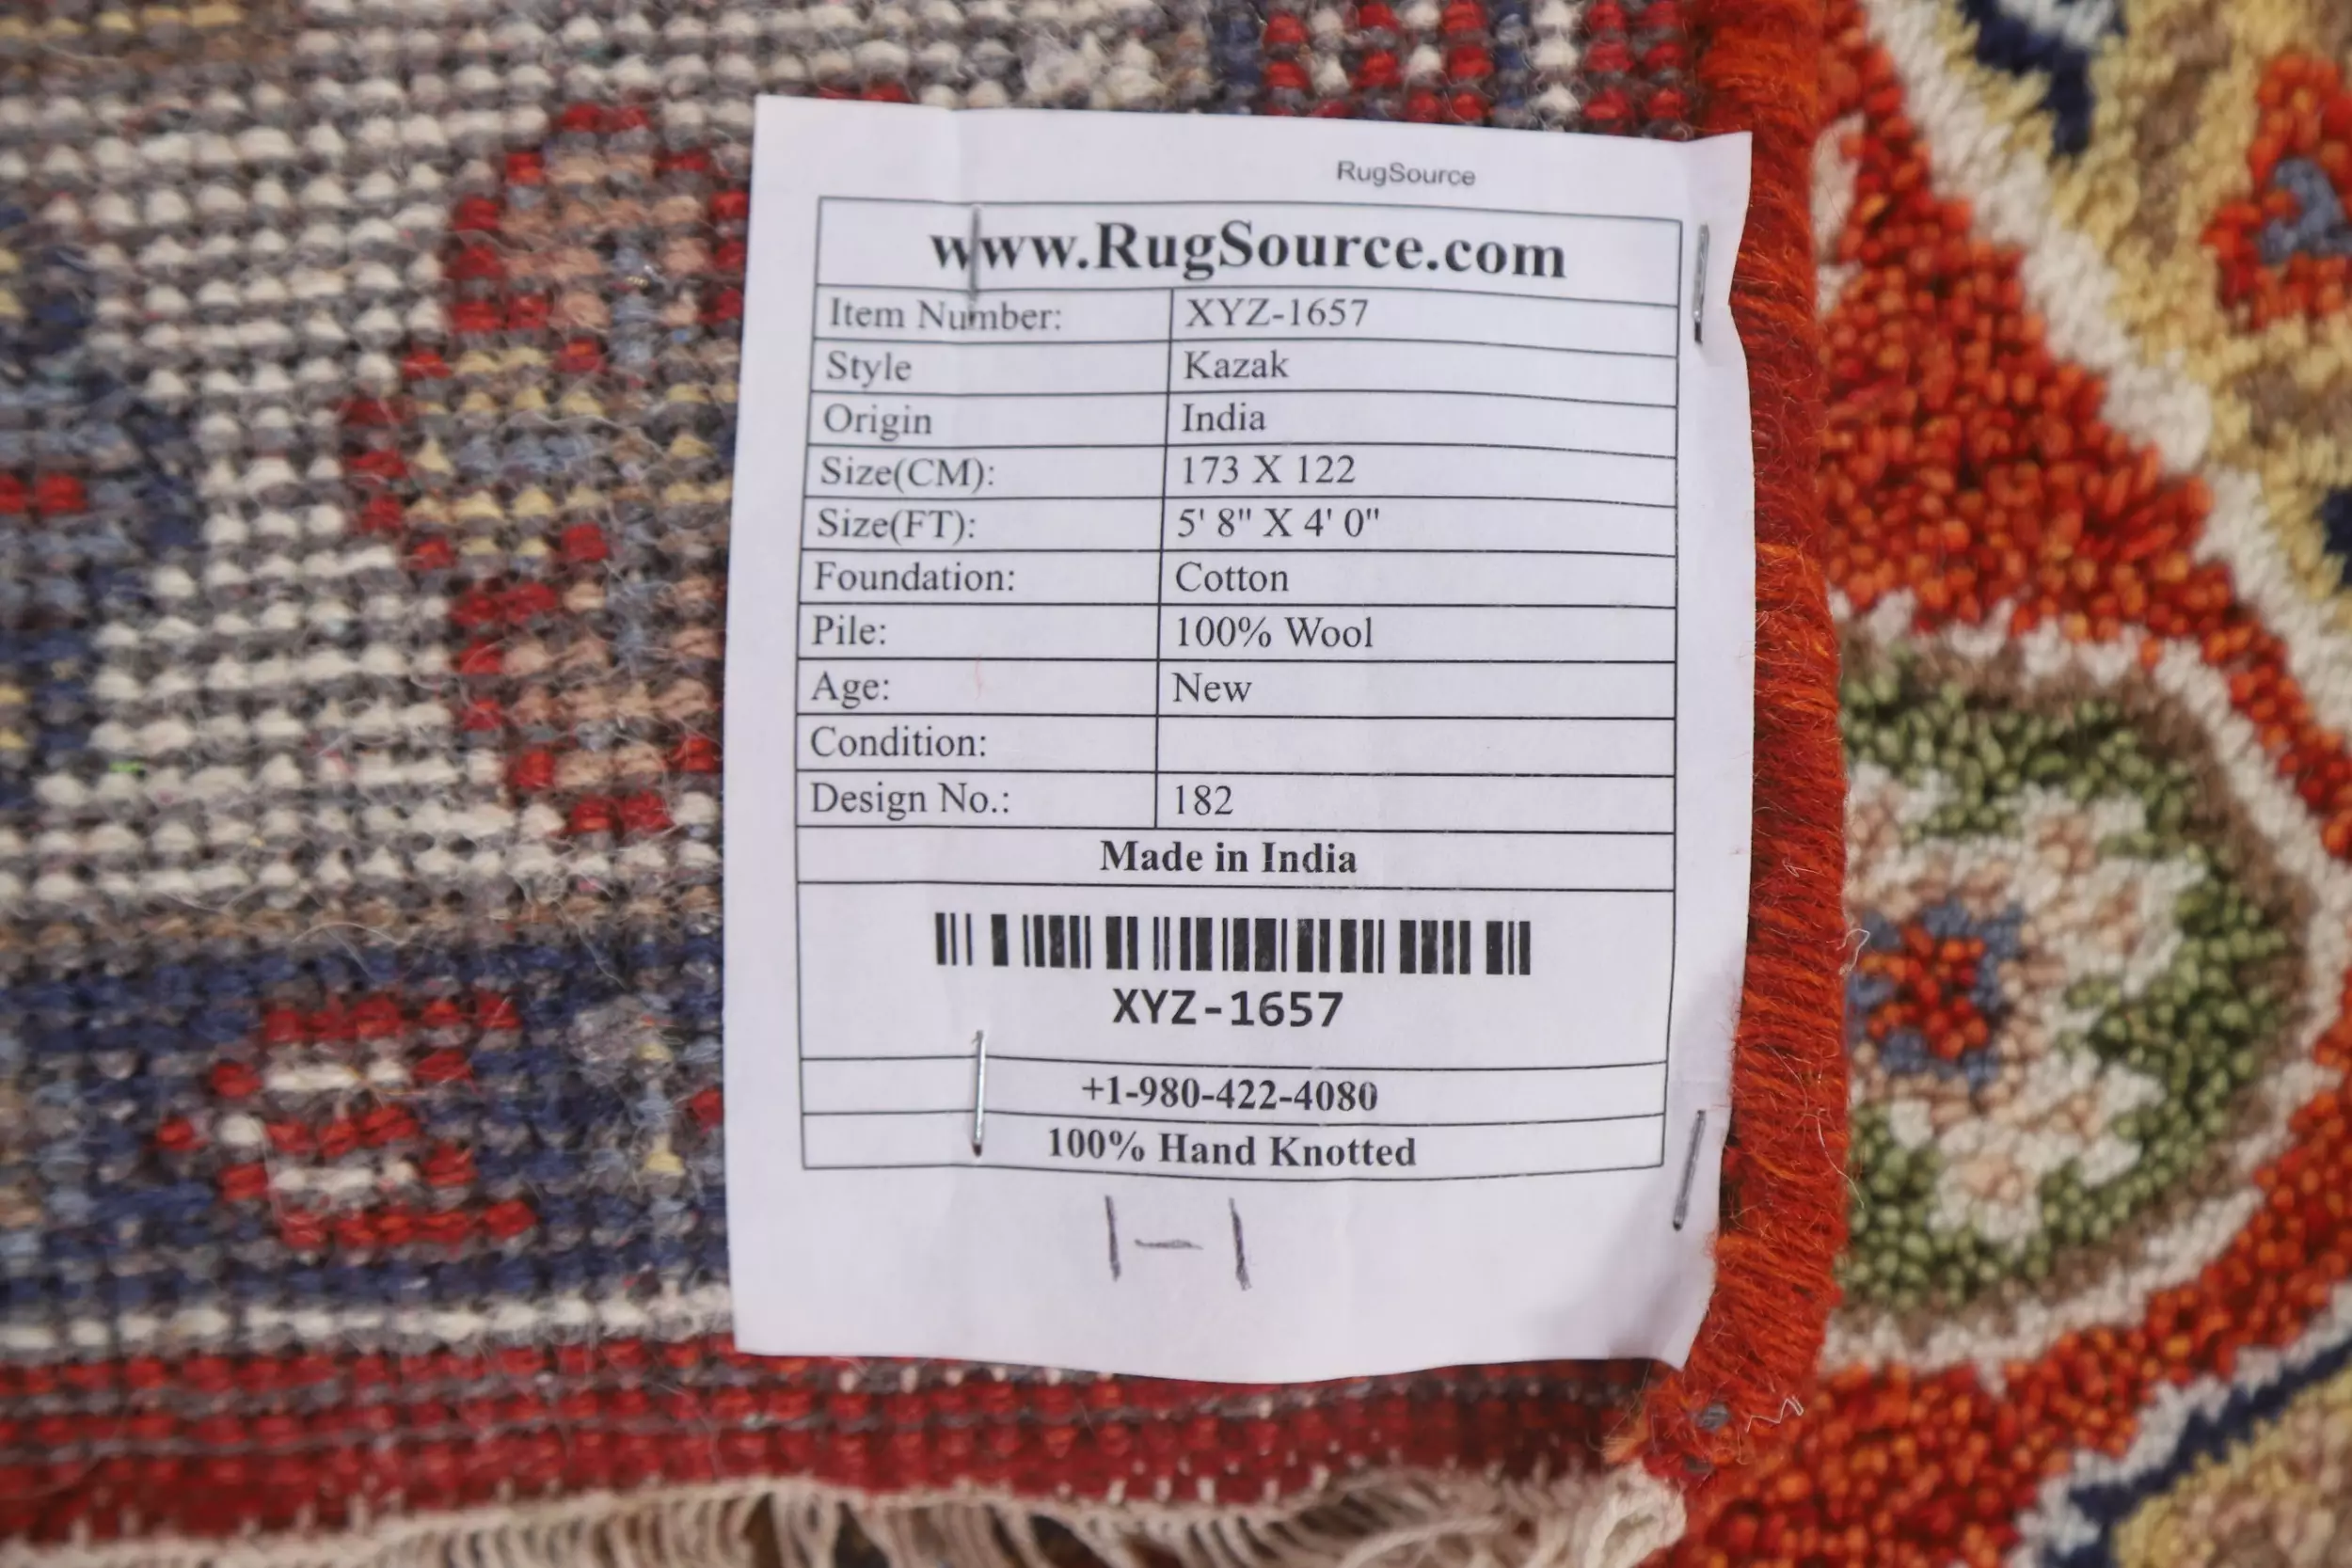 RugSource
www.RugSource.com
Item Number: XYZ-1657
Style Kazak
Origin India
Size(CM): 173 X 122
Size(FT): 5' 8" X 4' 0"
Foundation: Cotton
Pile: 100% Wool
Age: New
Condition:
Design No.: 182
Made in India
XYZ-1657
+1-980-422-4080
100% Hand Knotted
1-1